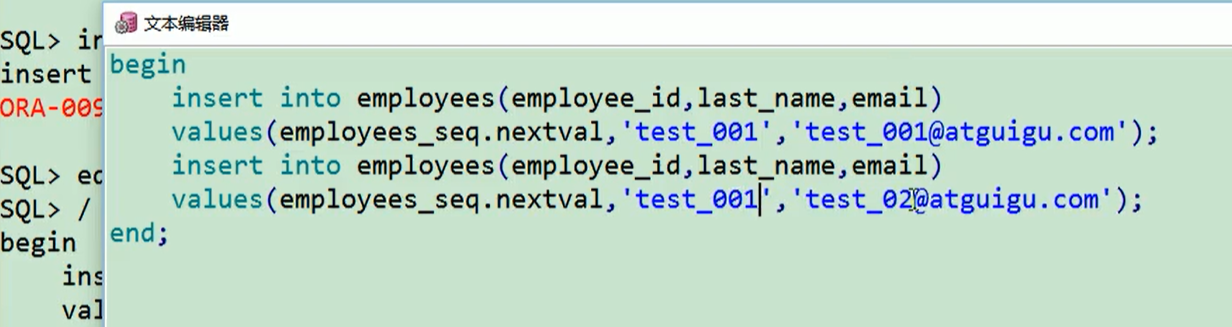 文本编辑器
SQL> in
insert
ORA-009
SQL> ed
SQL> /
begin
ins
val
begin
insert into employees(employee_id,last_name,email)
values(employees_seq.nextval,'test_001','test_001@atguigu.com');
insert into employees(employee_id,last_name,email)
values(employees_seq.nextval,'test_001','test_02@atguigu.com');
end;